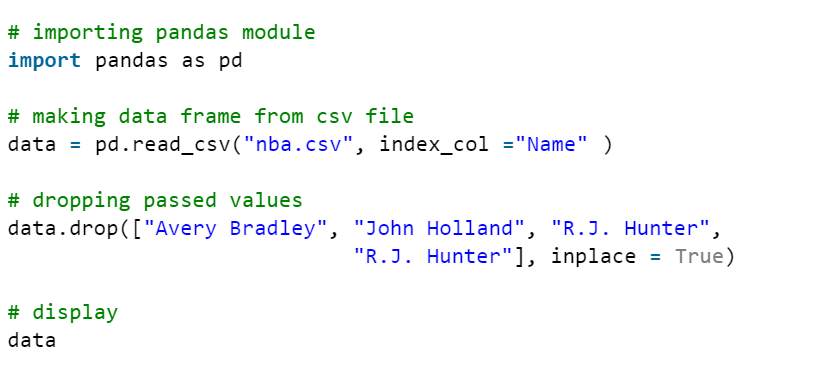 # importing pandas module
import pandas as pd
# making data frame from csv file
data = pd.read_csv("nba.csv", index_col ="Name" )
# dropping passed values
data.drop(["Avery Bradley", "John Holland", "R.J. Hunter",
"R.J. Hunter"], inplace = True)
# display
data